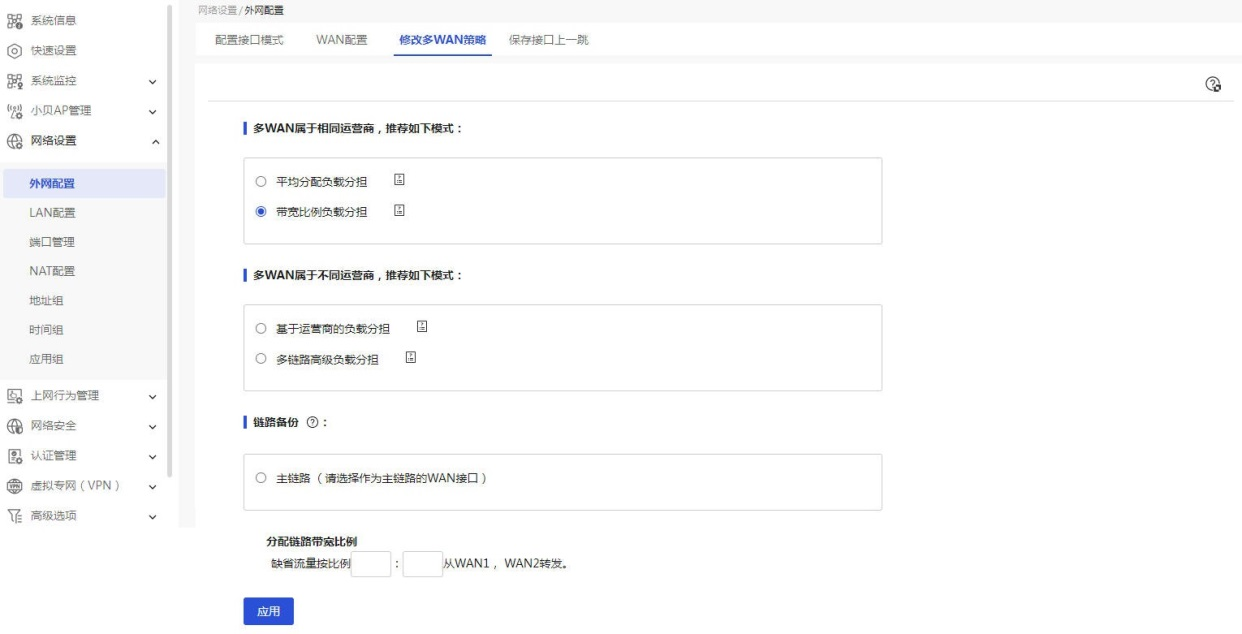 网络设置/外网配置
系统信息
快速设置
系统监控
小贝AP管理
网络设置
外网配置
LAN配置
端口管理
NAT配置
地址组
时间组
应用组
上网行为管理
网络安全
认证管理
虚拟专网（VPN）
高级选项
配置接口模式 WAN配置 修改多WAN策略 保存接口上一跳
多WAN属于相同运营商，推荐如下模式：
平均分配负载分担
带宽比例负载分担
多WAN属于不同运营商，推荐如下模式：
基于运营商的负载分担
多链路高级负载分担
链路备份 ？：
主链路（请选择作为主链路的WAN接口）
分配链路带宽比例
缺省流量按比例 : 从WAN1，WAN2转发。
应用